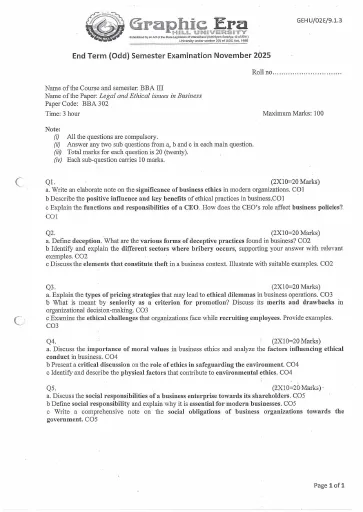 GEHU/02E/9.1.3
Graphic Era
HILL UNIVERSITY
End Term (Odd) Semester Examination November 2025
Roll no..............................
Name of the Course and semester: BBA III
Name of the Paper: Legal and Ethical issues in Business
Paper Code: BBA 302
Time: 3 hour Maximum Marks: 100
Note:
(i) All the questions are compulsory.
(ii) Answer any two sub questions from a, b and c in each main question.
(iii) Total marks for each question is 20 (twenty).
(iv) Each sub-question carries 10 marks.
Q1. (2X10=20 Marks)
a. Write an elaborate note on the significance of business ethics in modern organizations. CO1
b Describe the positive influence and key benefits of ethical practices in business.CO1
c Explain the functions and responsibilities of a CEO. How does the CEO's role affect business policies?
CO1
Q2. (2X10=20 Marks)
a. Define deception. What are the various forms of deceptive practices found in business? CO2
b Identify and explain the different sectors where bribery occurs, supporting your answer with relevant
examples. CO2
c Discuss the elements that constitute theft in a business context. Illustrate with suitable examples. CO2
Q3. (2X10=20 Marks)
a. Explain the types of pricing strategies that may lead to ethical dilemmas in business operations. CO3
b What is meant by seniority as a criterion for promotion? Discuss its merits and drawbacks in
organizational decision-making. CO3
c Examine the ethical challenges that organizations face while recruiting employees. Provide examples.
CO3
Q4. (2X10=20 Marks)
a. Discuss the importance of moral values in business ethics and analyze the factors influencing ethical
conduct in business. CO4
b Present a critical discussion on the role of ethics in safeguarding the environment. CO4
c Identify and describe the physical factors that contribute to environmental ethics. CO4
Q5. (2X10=20 Marks)
a. Discuss the social responsibilities of a business enterprise towards its shareholders. CO5
b Define social responsibility and explain why it is essential for modern businesses. CO5
c Write a comprehensive note on the social obligations of business organizations towards the
government. CO5
Page 1 of 1